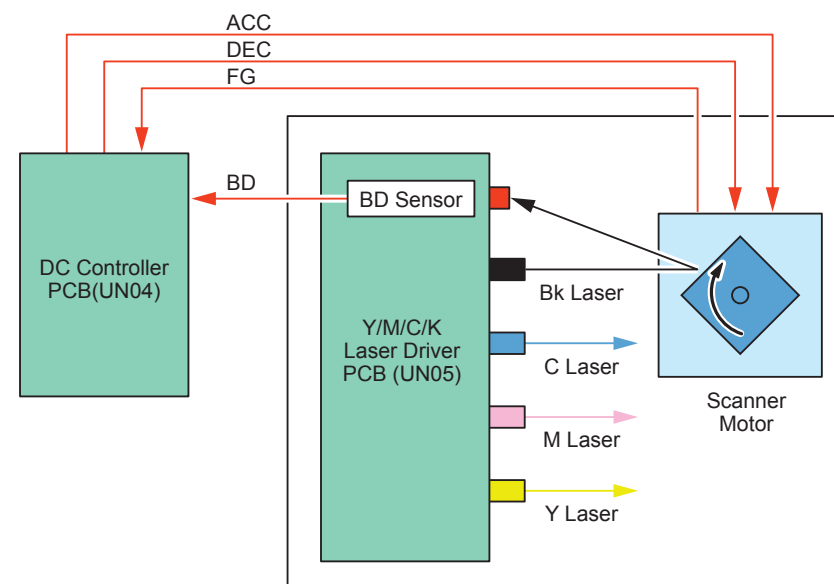 ACC
DEC
FG
BD
BD Sensor
DC Controller
PCB(UN04)
Bk Laser
Y/M/C/K
Laser Driver
PCB (UN05)
C Laser
Scanner
Motor
M Laser
Y Laser